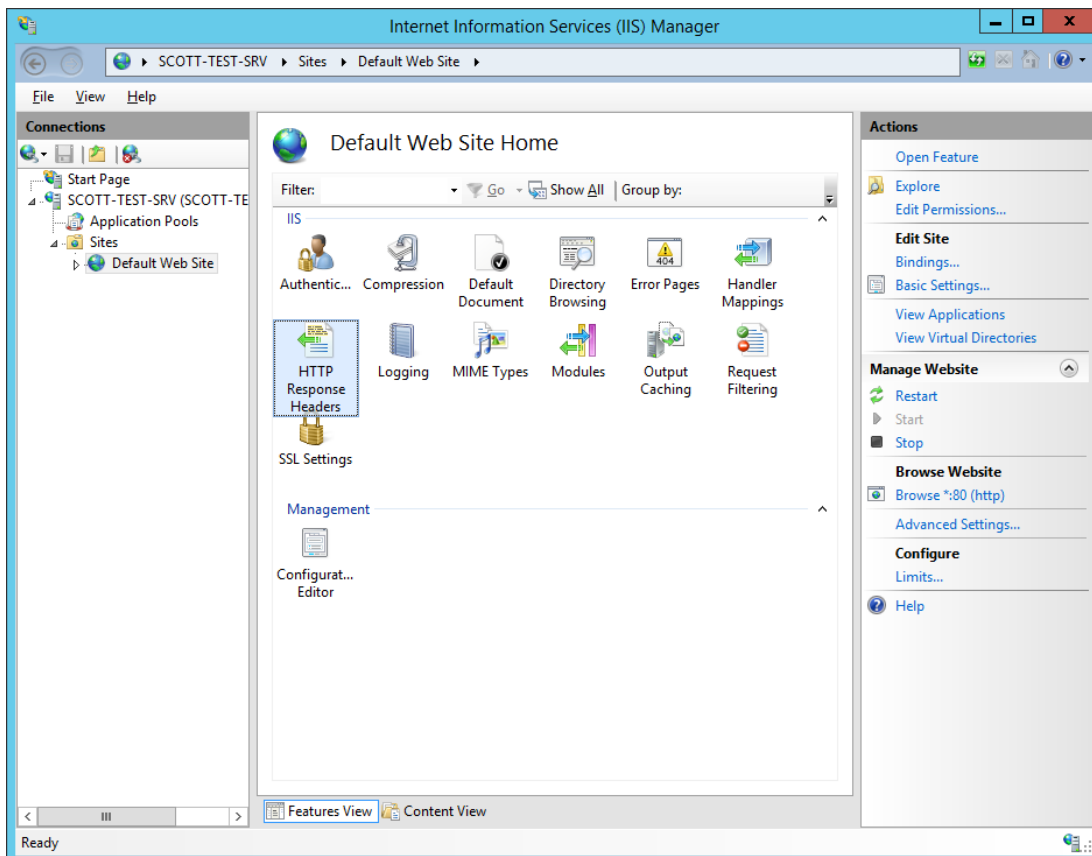 Internet Information Services (IIS) Manager
SCOTT-TEST-SRV Sites Default Web Site
File View Help
Connections
Start Page
SCOTT-TEST-SRV (SCOTT-TE
Application Pools
Sites
Default Web Site
Default Web Site Home
Filter: Go Show All Group by:
IIS
Authentic... Compression Default Document Directory Browsing Error Pages Handler Mappings
404
HTTP Response Headers Logging MIME Types Modules Output Caching Request Filtering
SSL Settings
Management
Configurat... Editor
Features View Content View
Actions
Open Feature
Explore
Edit Permissions...
Edit Site
Bindings...
Basic Settings...
View Applications
View Virtual Directories
Manage Website
Restart
Start
Stop
Browse Website
Browse *:80 (http)
Advanced Settings...
Configure
Limits...
Help
Ready